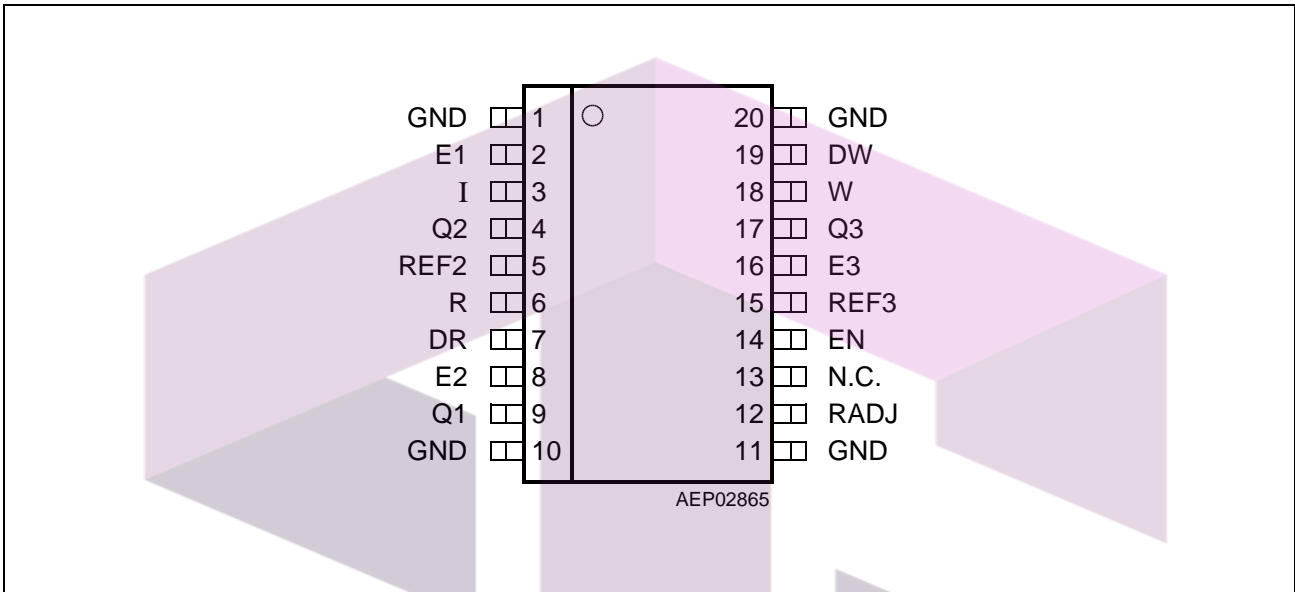 GND 1 20 GND
E1 2 19 DW
I 3 18 W
Q2 4 17 Q3
REF2 5 16 E3
R 6 15 REF3
DR 7 14 EN
E2 8 13 N.C.
Q1 9 12 RADJ
GND 10 11 GND
AEP02865